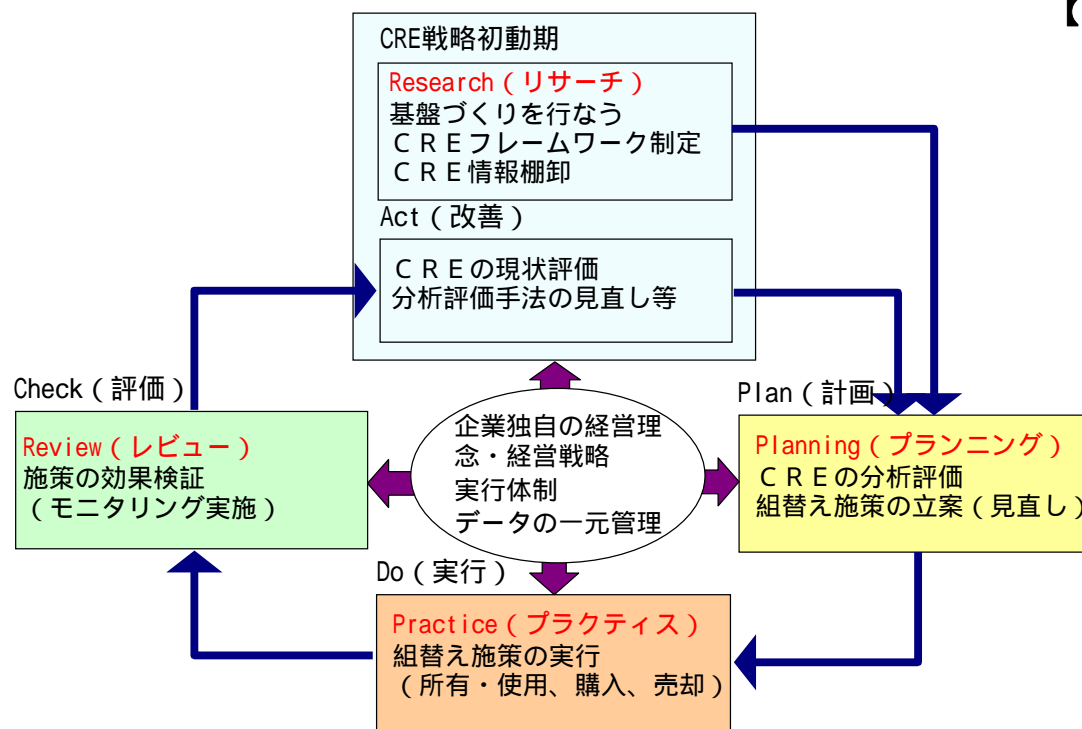 【
CRE戦略初動期
Research(リサーチ)
基盤づくりを行なう
CREフレームワーク制定
CRE情報棚卸
Act(改善)
CREの現状評価
分析評価手法の見直し等
Check(評価)
Review(レビュー)
施策の効果検証
(モニタリング実施)
企業独自の経営理
念・経営戦略
実行体制
データの一元管理
Plan(計画)
Planning(プランニング)
CREの分析評価
組替え施策の立案(見直し)
Do(実行)
Practice(プラクティス)
組替え施策の実行
(所有・使用、購入、売却)